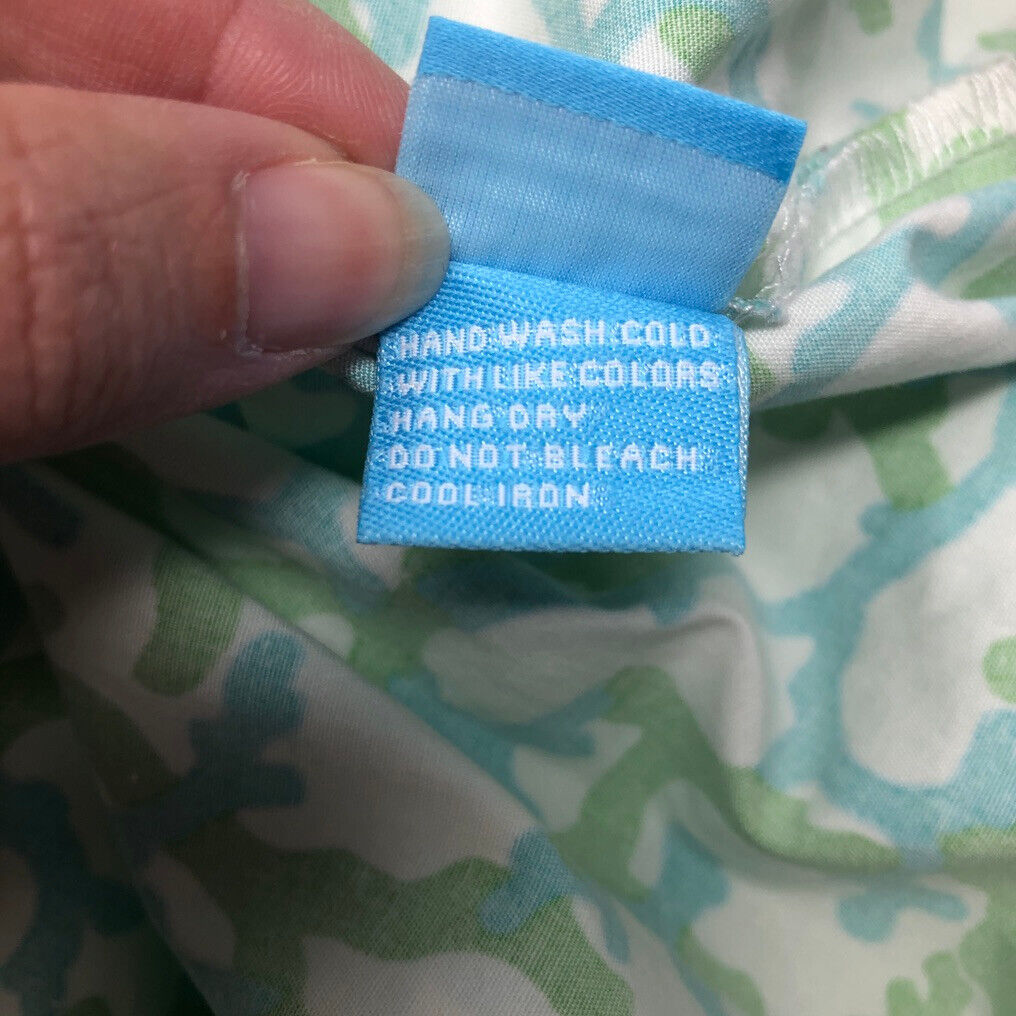 HAND WASH COLD
WITH LIKE COLORS
HANG DRY
DO NOT BLEACH
COOL IRON